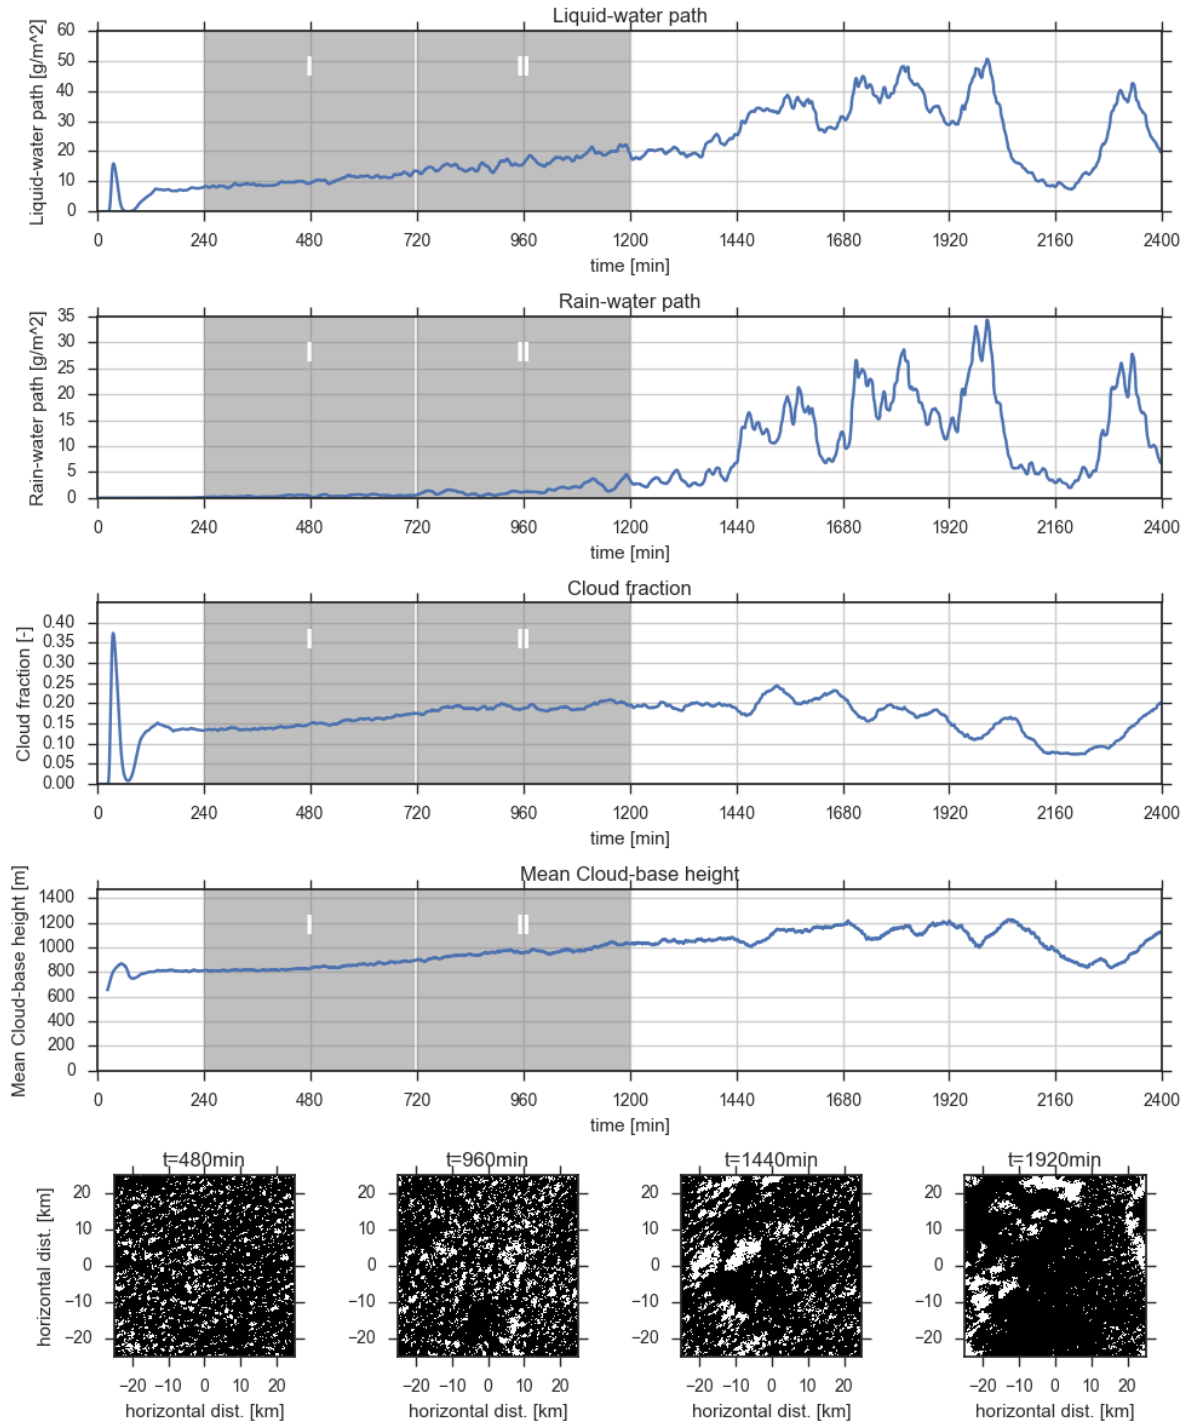 Liquid-water path
Liquid-water path [g/m^2]
60
50
40
30
20
10
0
I
II
0 240 480 720 960 1200 1440 1680 1920 2160 2400
time [min]
Rain-water path
Rain-water path [g/m^2]
35
30
25
20
15
10
5
0
I
II
0 240 480 720 960 1200 1440 1680 1920 2160 2400
time [min]
Cloud fraction
Cloud fraction [-]
0.40
0.35
0.30
0.25
0.20
0.15
0.10
0.05
0.00
I
II
0 240 480 720 960 1200 1440 1680 1920 2160 2400
time [min]
Mean Cloud-base height
Mean Cloud-base height [m]
1400
1200
1000
800
600
400
200
0
I
II
0 240 480 720 960 1200 1440 1680 1920 2160 2400
time [min]
t=480min
horizontal dist. [km]
20
10
0
−10
−20
−20 −10 0 10 20
horizontal dist. [km]
t=960min
20
10
0
−10
−20
−20 −10 0 10 20
horizontal dist. [km]
t=1440min
20
10
0
−10
−20
−20 −10 0 10 20
horizontal dist. [km]
t=1920min
20
10
0
−10
−20
−20 −10 0 10 20
horizontal dist. [km]